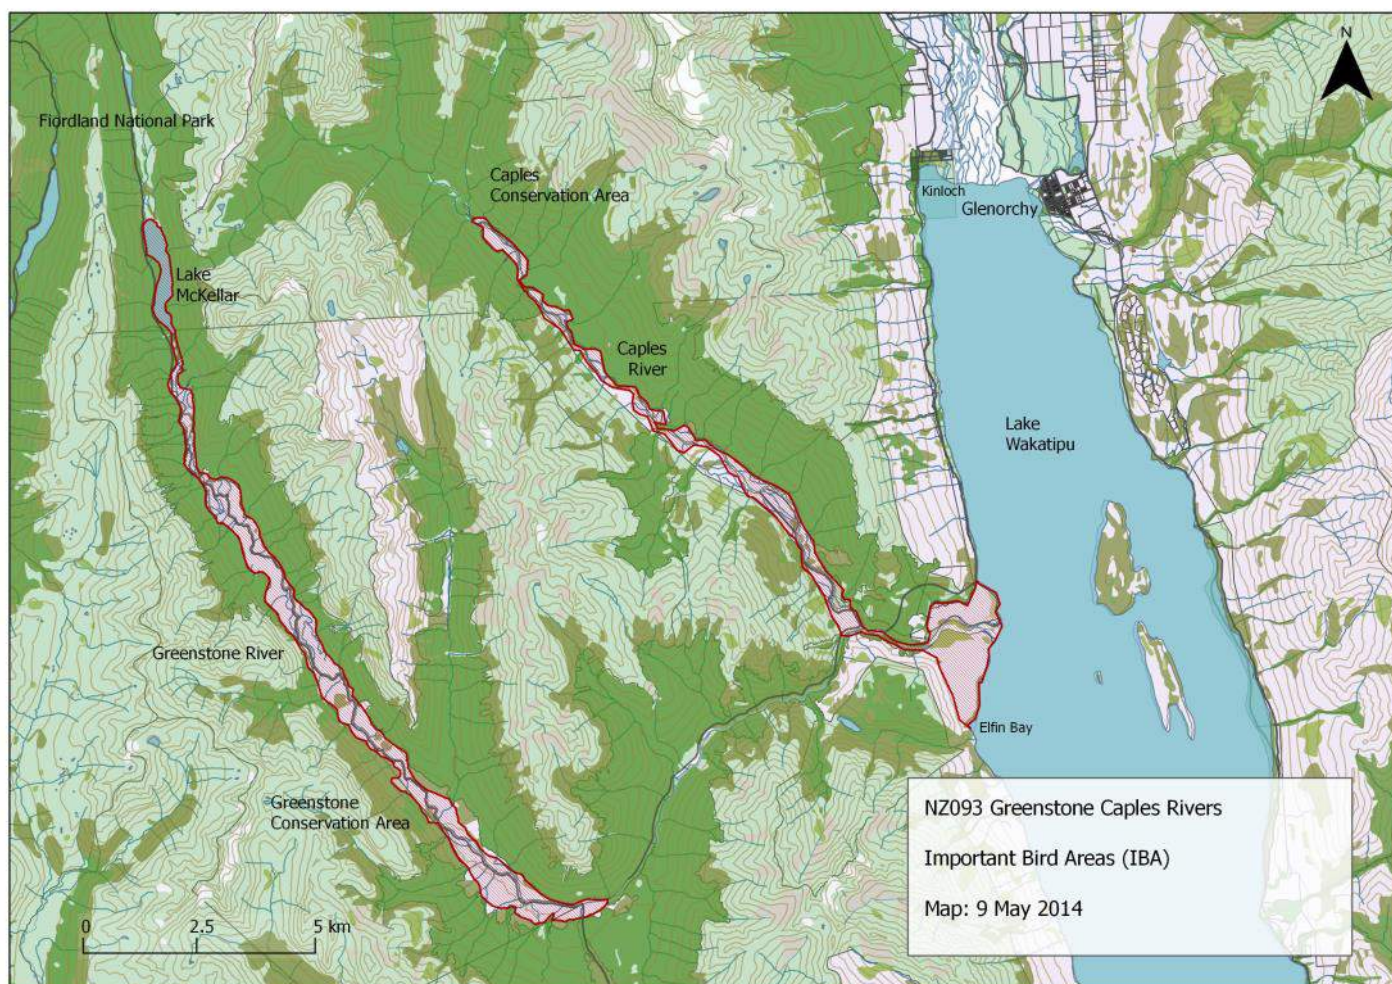 N
Fiordland National Park
Caples
Conservation Area
Kinloch
Glenorchy
Lake
McKellar
Caples
River
Lake
Wakatipu
Greenstone River
Elfin Bay
Greenstone
Conservation Area
NZ093 Greenstone Caples Rivers
Important Bird Areas (IBA)
Map: 9 May 2014
0 2.5 5 km